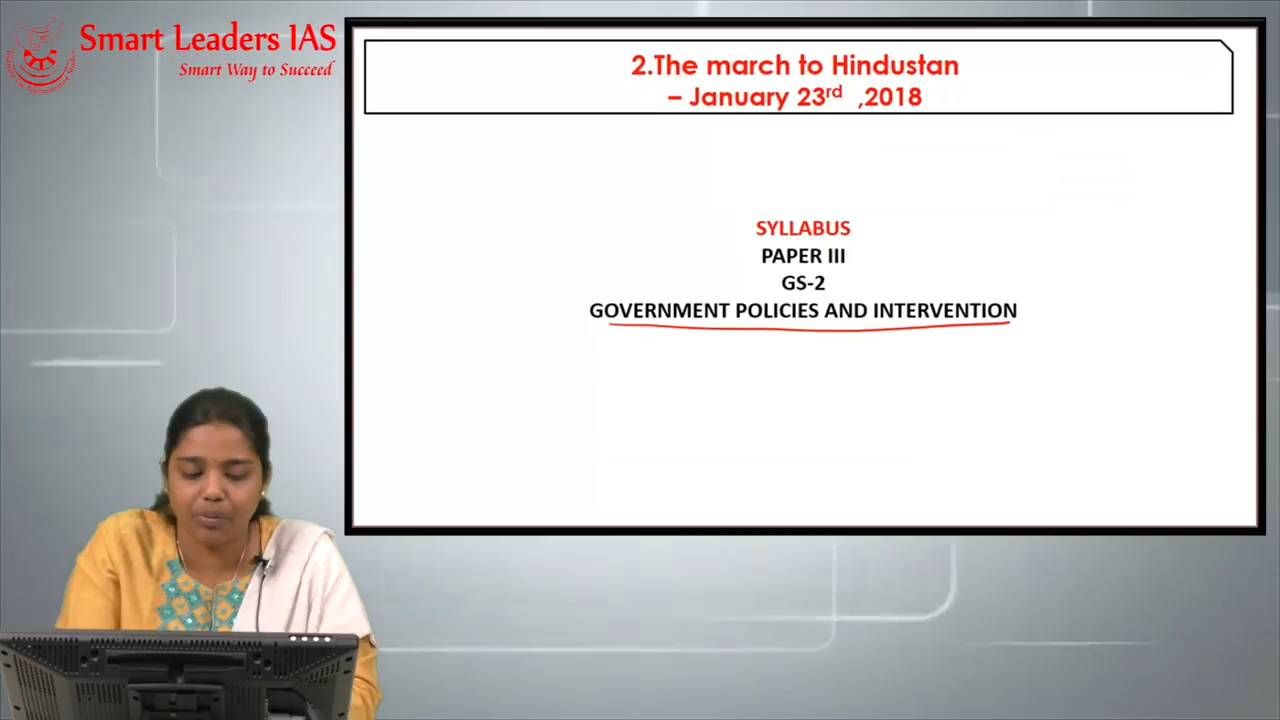 Smart Leaders IAS
Smart Way to Succeed
2.The march to Hindustan
– January 23rd ,2018
SYLLABUS
PAPER III
GS-2
GOVERNMENT POLICIES AND INTERVENTION